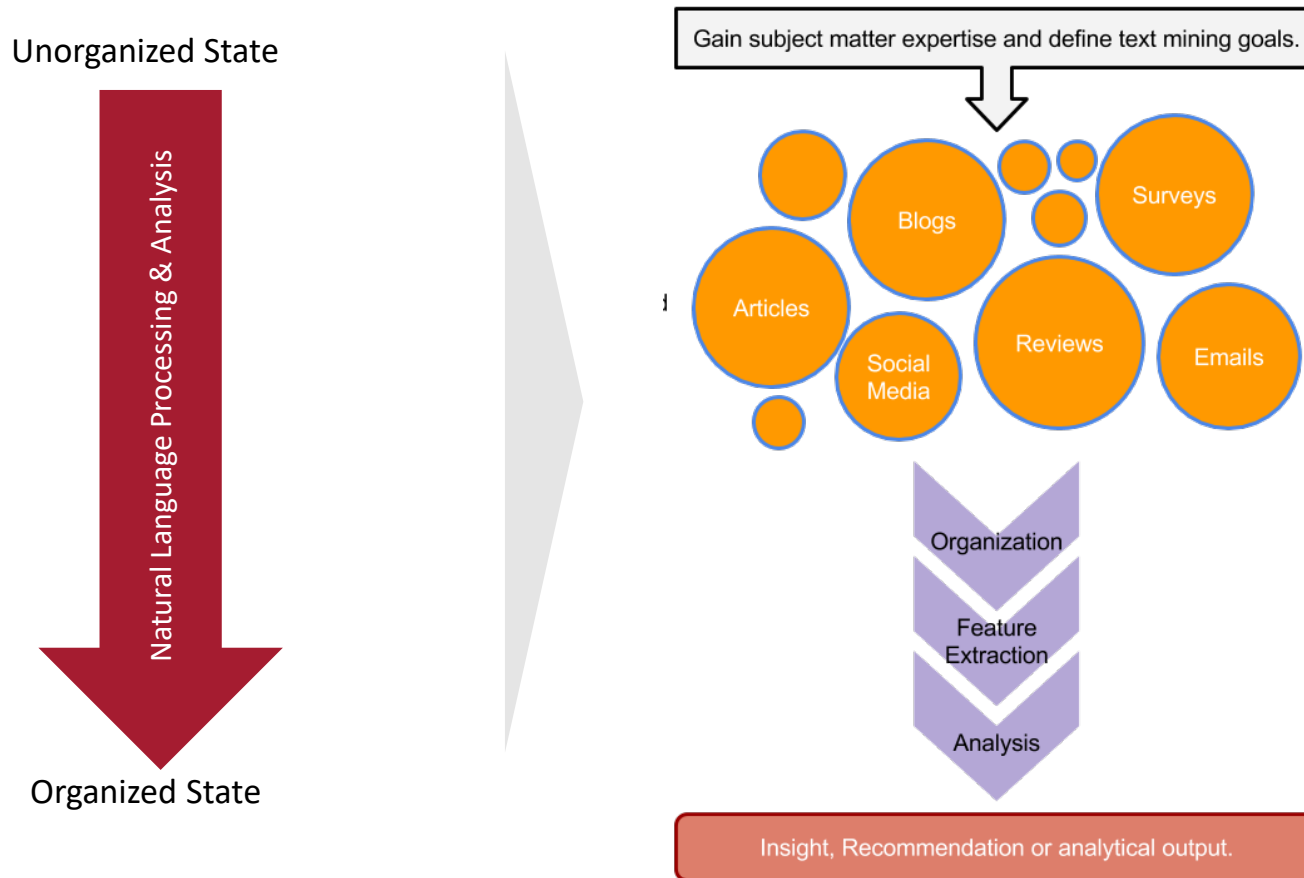 Unorganized State
Natural Language Processing & Analysis
Organized State
Gain subject matter expertise and define text mining goals.
Surveys
Blogs
Articles
Reviews
Social
Media
Emails
d
Organization
Feature
Extraction
Analysis
Insight, Recommendation or analytical output.